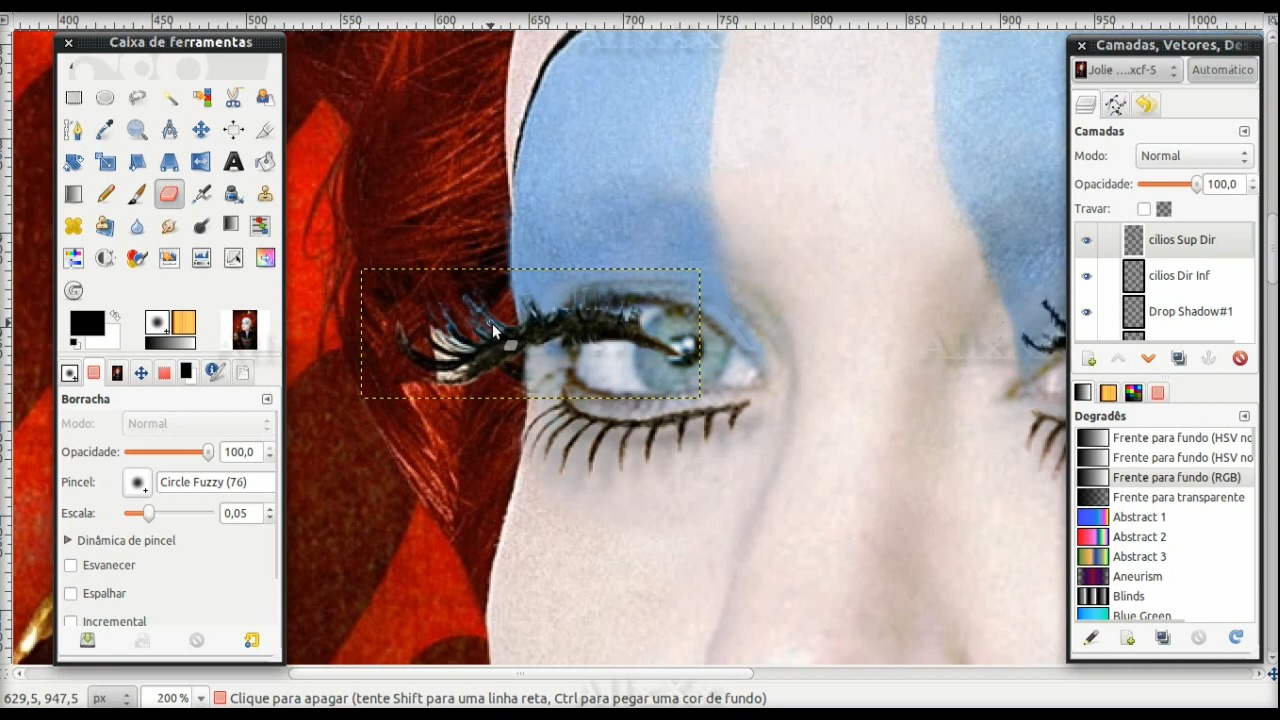 400 450 500 550 600 650 700 750 800 850 900 950 1000
Caixa de ferramentas
Borracha
Modo: Normal
Opacidade: 100,0
Pincel: Circle Fuzzy (76)
Escala: 0,05
Dinâmica de pincel
Esvanecer
Espalhar
Incremental
Camadas, Vetores, De
Jolie ....xcf-5 Automático
Camadas
Modo: Normal
Opacidade: 100,0
Travar:
cílios Sup Dir
cilios Dir Inf
Drop Shadow#1
Degradês
Frente para fundo (HSV no
Frente para fundo (HSV no
Frente para fundo (RGB)
Frente para transparente
Abstract 1
Abstract 2
Abstract 3
Aneurism
Blinds
Blue Green
629,5, 947,5 px 200 % Clique para apagar (tente Shift para uma linha reta, Ctrl para pegar uma cor de fundo)